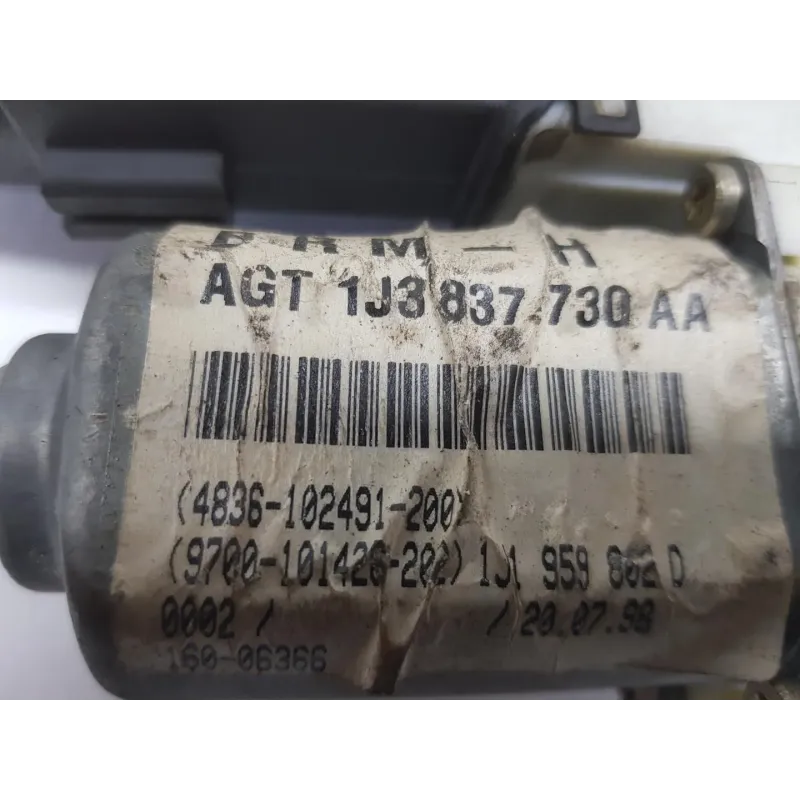 BRM-H
AGT 1J3 837.730 AA
(4836-102491-200)
(9700-101426-202) 1J1 959 802 D
0002 / / 20.07.98
160-06366